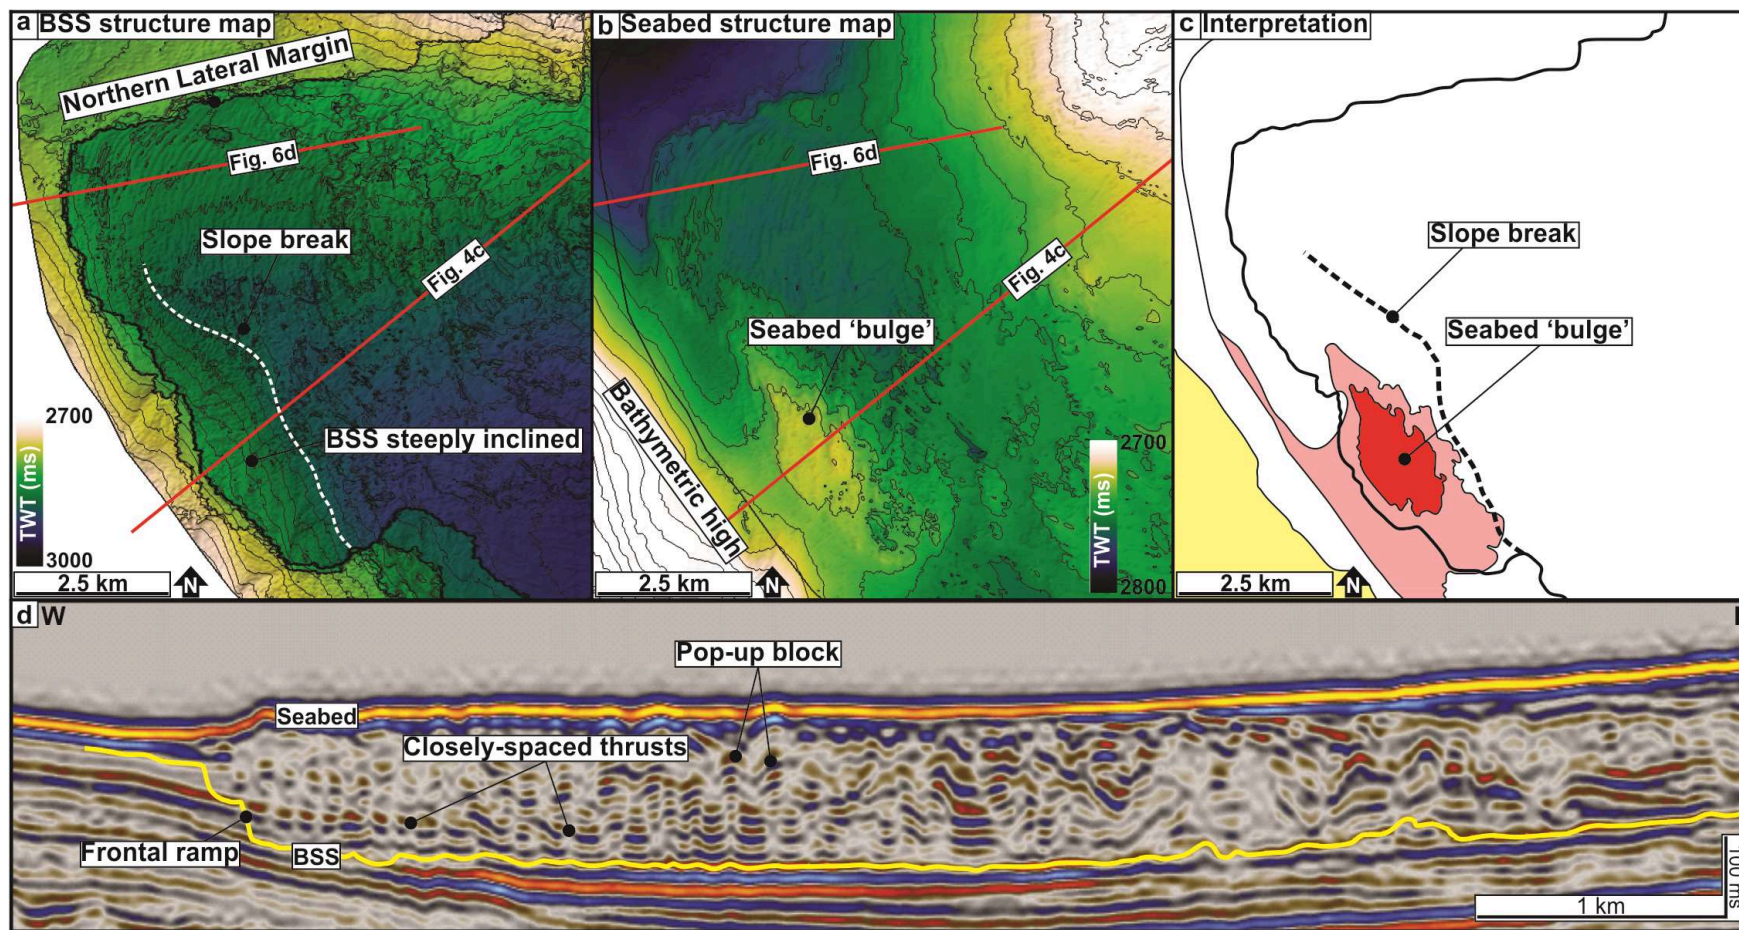 a BSS structure map
Northern Lateral Margin
Fig. 6d
Slope break
Fig. 4c
BSS steeply inclined
2700
TWT (ms)
3000
2.5 km
N
b Seabed structure map
Fig. 6d
Fig. 4c
Seabed ‘bulge’
Bathymetric high
2700
TWT (ms)
2800
2.5 km
N
c Interpretation
Slope break
Seabed ‘bulge’
2.5 km
N
d W
Pop-up block
Seabed
Closely-spaced thrusts
Frontal ramp
BSS
100 ms
1 km